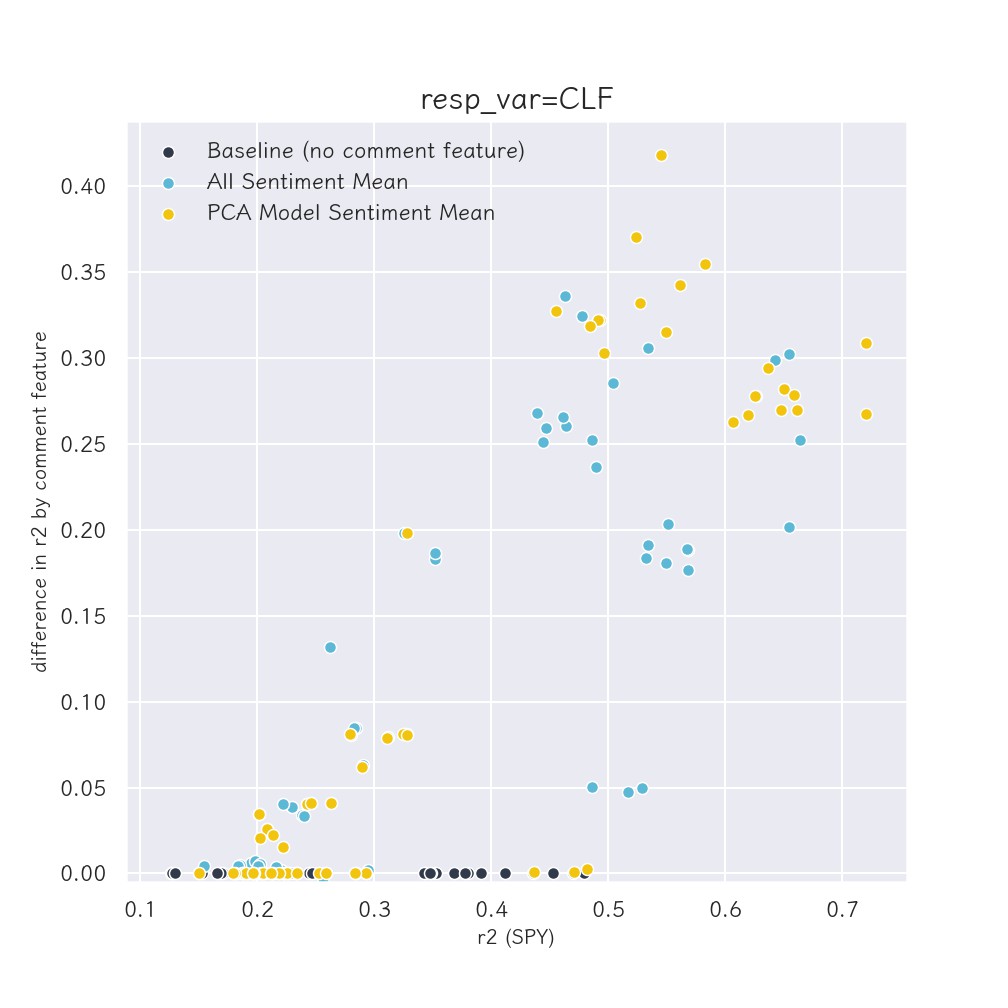 resp_var=CLF
Baseline (no comment feature)
All Sentiment Mean
PCA Model Sentiment Mean
difference in r2 by comment feature
0.40
0.35
0.30
0.25
0.20
0.15
0.10
0.05
0.00
0.1 0.2 0.3 0.4 0.5 0.6 0.7
r2 (SPY)